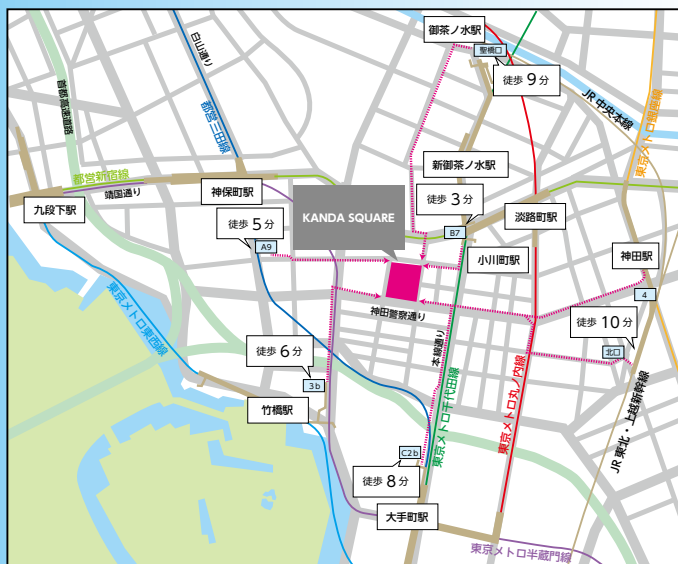 御茶ノ水駅
聖橋口
徒歩 9 分
白山通り
首都高速道路
都営三田線
JR 中央本線
東京メトロ銀座線
都営新宿線
靖国通り
神保町駅
新御茶ノ水駅
九段下駅
徒歩 3 分
B7
淡路町駅
KANDA SQUARE
徒歩 5 分
A9
小川町駅
神田駅
4
東京メトロ東西線
神田警察通り
本線通り
徒歩 10 分
北口
徒歩 6 分
3b
竹橋駅
東京メトロ千代田線
東京メトロ丸ノ内線
JR 東北・上越新幹線
C2b
徒歩 8 分
大手町駅
東京メトロ半蔵門線